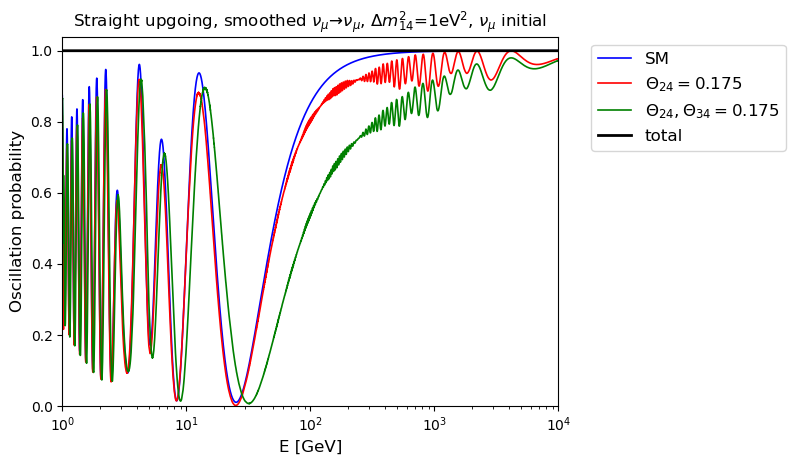 Straight upgoing, smoothed νμ→νμ, Δm²₁₄=1eV², νμ initial
Oscillation probability
1.0
0.8
0.6
0.4
0.2
0.0
10⁰ 10¹ 10² 10³ 10⁴
E [GeV]
SM
Θ₂₄ = 0.175
Θ₂₄, Θ₃₄ = 0.175
total